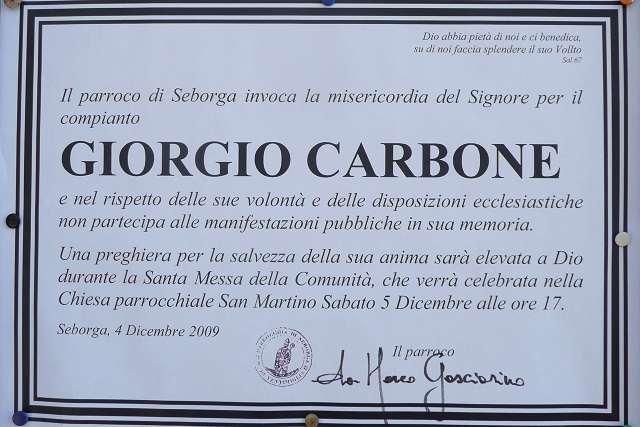 Dio abbia pietà di noi e ci benedica,
su di noi faccia splendere il suo Vollto
Sal 67
Il parroco di Seborga invoca la misericordia del Signore per il
compianto
GIORGIO CARBONE
e nel rispetto delle sue volontà e delle disposizioni ecclesiastiche
non partecipa alle manifestazioni pubbliche in sua memoria.
Una preghiera per la salvezza della sua anima sarà elevata a Dio
durante la Santa Messa della Comunità, che verrà celebrata nella
Chiesa parrocchiale San Martino Sabato 5 Dicembre alle ore 17.
Seborga, 4 Dicembre 2009
Il parroco